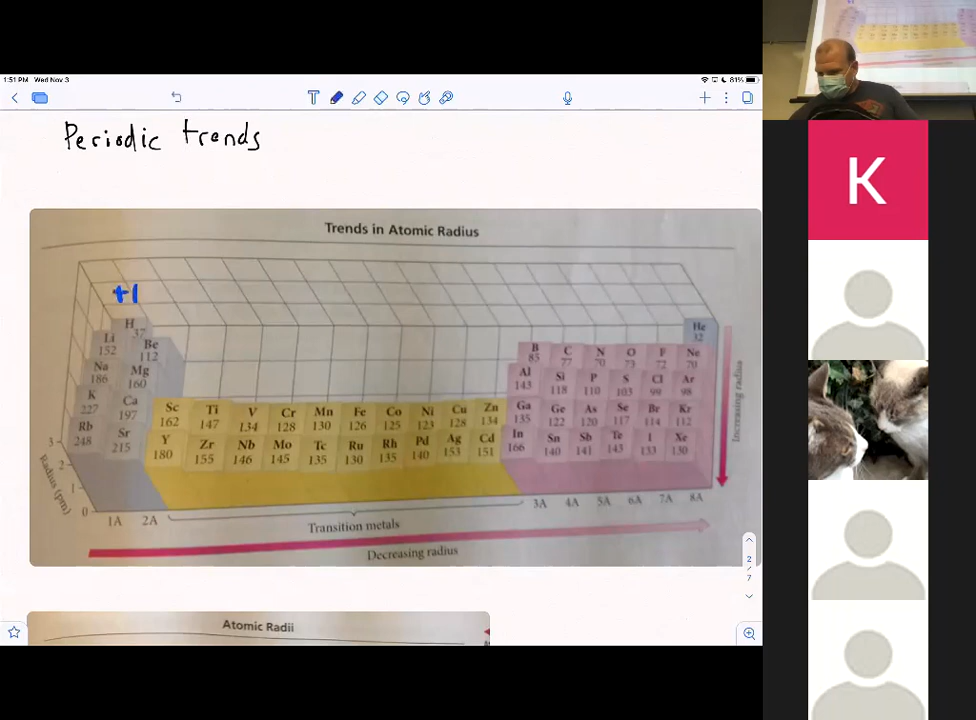 1:51 PM Wed Nov 3
81%
Periodic trends
Trends in Atomic Radius
+1
H 37
He 32
Li 152
Be 112
B 85
C 77
N 70
O 73
F 72
Ne 70
Na 186
Mg 160
Al 143
Si 118
P 110
S 103
Cl 99
Ar 98
K 227
Ca 197
Sc 162
Ti 147
V 134
Cr 128
Mn 130
Fe 126
Co 125
Ni 123
Cu 128
Zn 134
Ga 135
Ge 122
As 120
Se 117
Br 114
Kr 112
Rb 248
Sr 215
Y 180
Zr 155
Nb 146
Mo 145
Tc 135
Ru 130
Rh 135
Pd 140
Ag 153
Cd 151
In 166
Sn 140
Sb 141
Te 143
I 133
Xe 130
3
2
1
0
Radius (pm)
1A 2A
3A 4A 5A 6A 7A 8A
Transition metals
Increasing radius
Decreasing radius
2
/
7
Atomic Radii
T
K